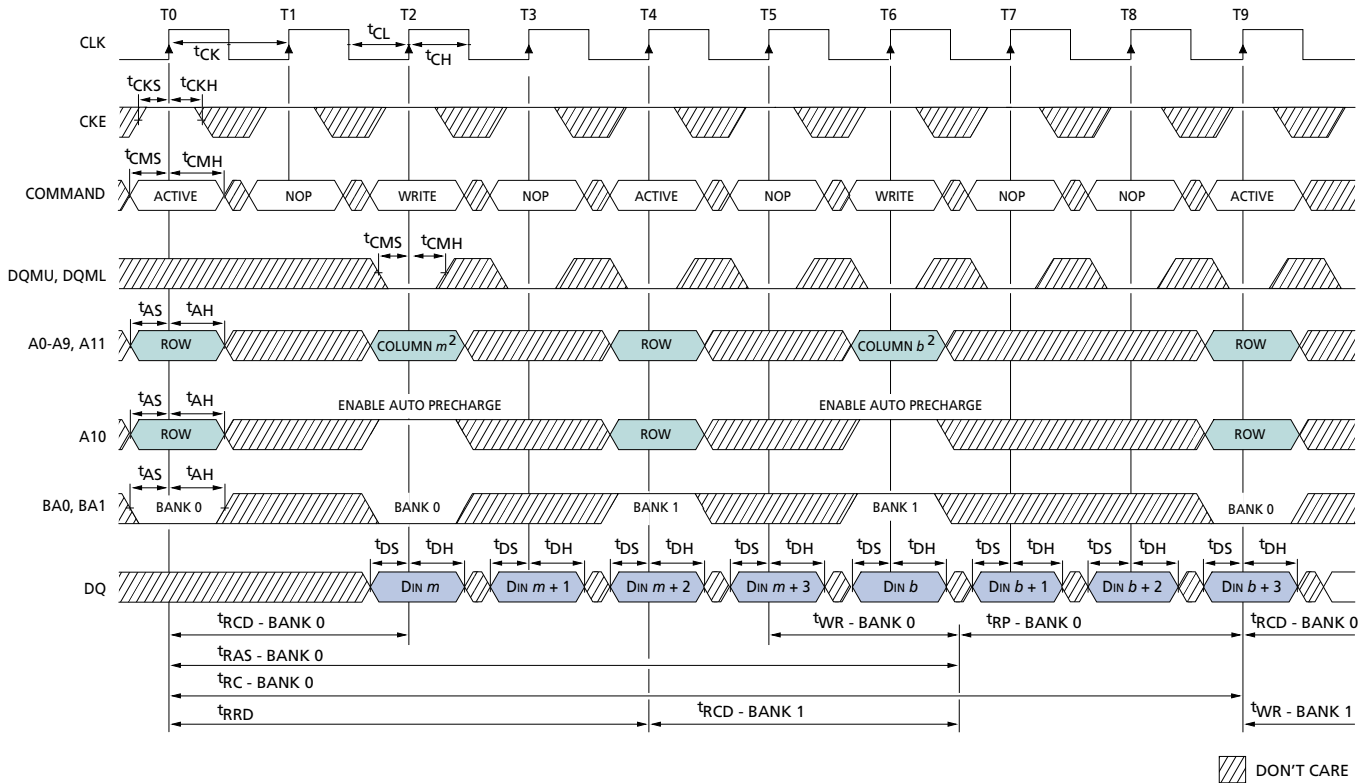 T0 T1 T2 T3 T4 T5 T6 T7 T8 T9
CLK
tCK tCL tCH
tCKS tCKH
CKE
tCMS tCMH
COMMAND ACTIVE NOP WRITE NOP ACTIVE NOP WRITE NOP NOP ACTIVE
tCMS tCMH
DQMU, DQML
tAS tAH
A0-A9, A11 ROW COLUMN m2 ROW COLUMN b2 ROW
tAS tAH ENABLE AUTO PRECHARGE ENABLE AUTO PRECHARGE
A10 ROW ROW ROW
tAS tAH
BA0, BA1 BANK 0 BANK 0 BANK 1 BANK 1 BANK 0
tDS tDH tDS tDH tDS tDH tDS tDH tDS tDH tDS tDH tDS tDH tDS tDH
DQ DIN m DIN m + 1 DIN m + 2 DIN m + 3 DIN b DIN b + 1 DIN b + 2 DIN b + 3
tRCD - BANK 0 tWR - BANK 0 tRP - BANK 0 tRCD - BANK 0
tRAS - BANK 0
tRC - BANK 0
tRRD tRCD - BANK 1 tWR - BANK 1
DON'T CARE